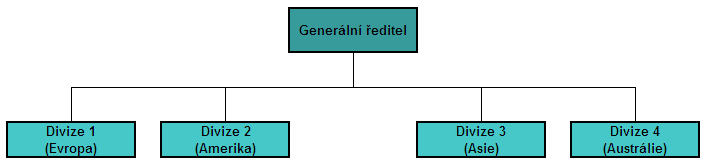 Generální ředitel
Divize 1
(Evropa)
Divize 2
(Amerika)
Divize 3
(Asie)
Divize 4
(Austrálie)